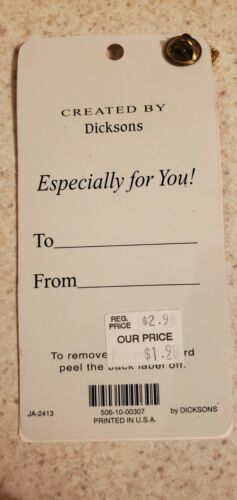 CREATED BY
Dicksons
Especially for You!
To
From
REG. PRICE $2.98
OUR PRICE
$1.
To remove rd
peel the back label off.
JA-2413
506-10-00307
by DICKSONS
PRINTED IN U.S.A.